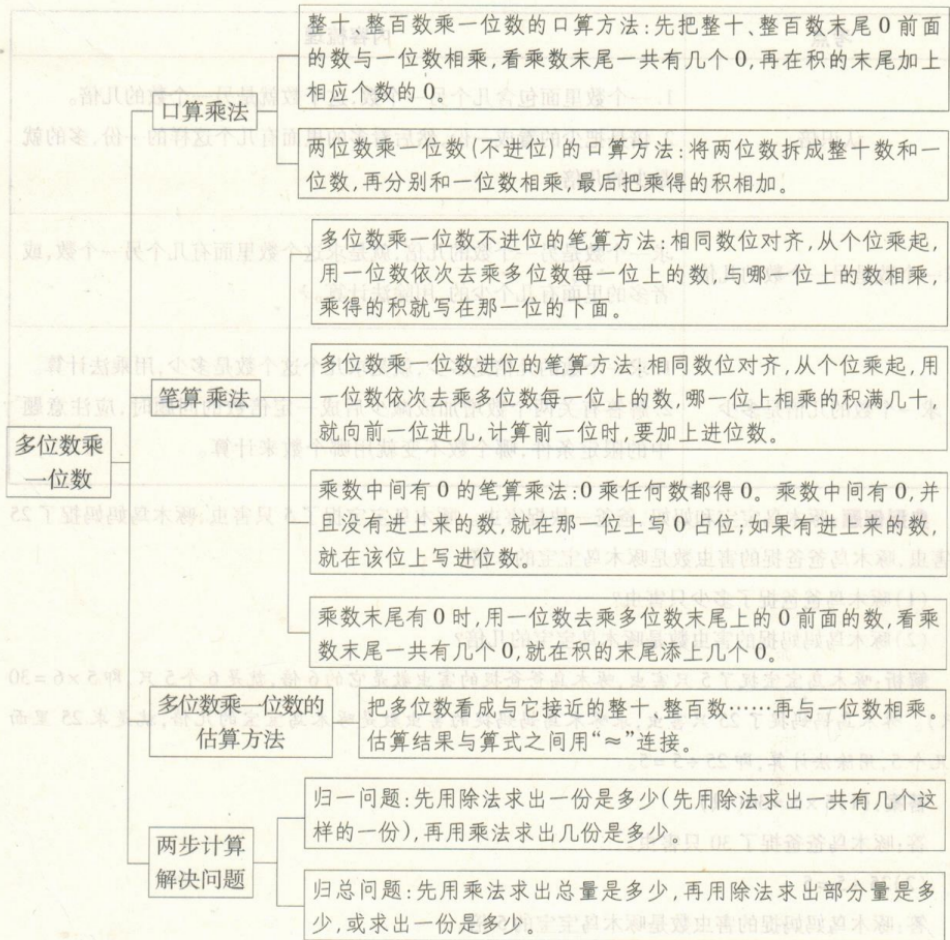 整十、整百数乘一位数的口算方法:先把整十、整百数末尾0前面
的数与一位数相乘,看乘数末尾一共有几个0,再在积的末尾加上
相应个数的0。
口算乘法
两位数乘一位数(不进位)的口算方法:将两位数拆成整十数和一
位数,再分别和一位数相乘,最后把乘得的积相加。
多位数乘一位数不进位的笔算方法:相同数位对齐,从个位乘起,
用一位数依次去乘多位数每一位上的数,与哪一位上的数相乘,
乘得的积就写在那一位的下面。
笔算乘法
多位数乘一位数进位的笔算方法:相同数位对齐,从个位乘起,用
一位数依次去乘多位数每一位上的数,哪一位上相乘的积满几十,
就向前一位进几,计算前一位时,要加上进位数。
多位数乘
一位数
乘数中间有0的笔算乘法:0乘任何数都得0。乘数中间有0,并
且没有进上来的数,就在那一位上写0占位;如果有进上来的数,
就在该位上写进位数。
乘数末尾有0时,用一位数去乘多位数末尾上的0前面的数,看乘
数末尾一共有几个0,就在积的末尾添上几个0。
多位数乘一位数的
估算方法
把多位数看成与它接近的整十、整百数……再与一位数相乘。
估算结果与算式之间用“≈”连接。
两步计算
解决问题
归一问题:先用除法求出一份是多少(先用除法求出一共有几个这
样的一份),再用乘法求出几份是多少。
归总问题:先用乘法求出总量是多少,再用除法求出部分量是多
少,或求出一份是多少。